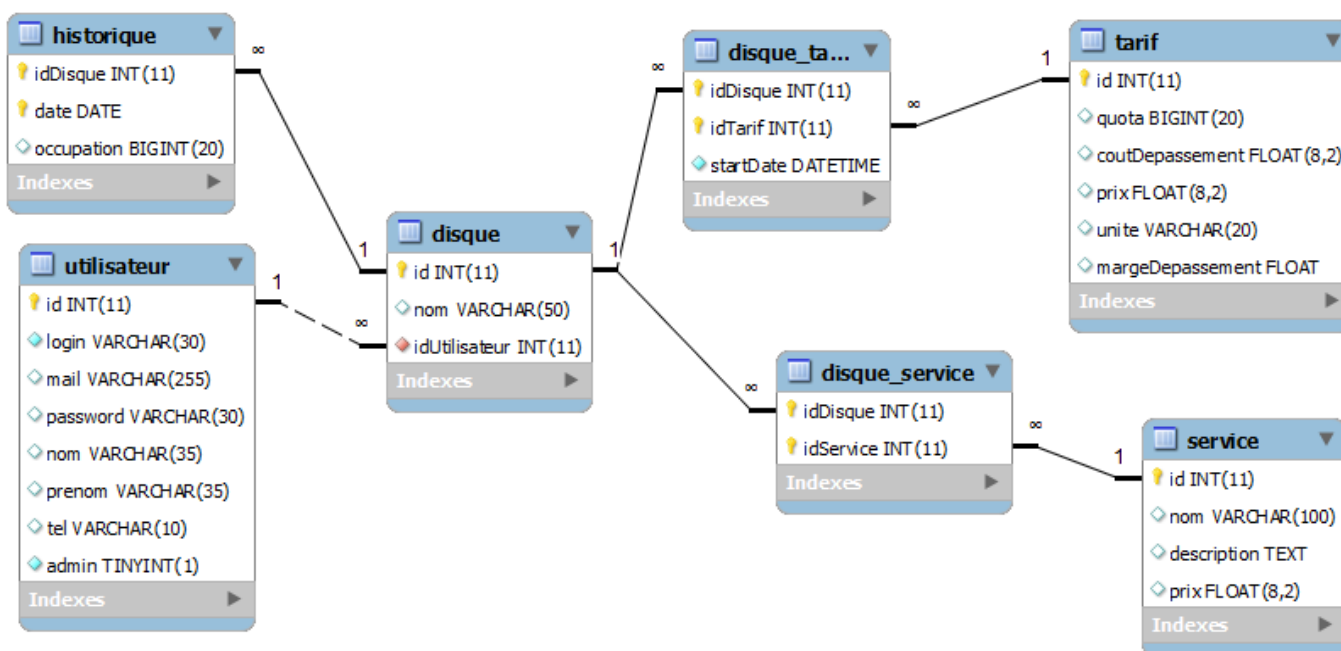 historique
idDisque INT(11)
date DATE
occupation BIGINT(20)
Indexes
∞
utilisateur
id INT(11)
login VARCHAR(30)
mail VARCHAR(255)
password VARCHAR(30)
nom VARCHAR(35)
prenom VARCHAR(35)
tel VARCHAR(10)
admin TINYINT(1)
Indexes
1
∞
1
disque
id INT(11)
nom VARCHAR(50)
idUtilisateur INT(11)
Indexes
1
∞
disque_ta...
idDisque INT(11)
idTarif INT(11)
startDate DATETIME
Indexes
∞
1
tarif
id INT(11)
quota BIGINT(20)
coutDepassement FLOAT(8,2)
prix FLOAT(8,2)
unite VARCHAR(20)
margeDepassement FLOAT
Indexes
∞
disque_service
idDisque INT(11)
idService INT(11)
Indexes
∞
1
service
id INT(11)
nom VARCHAR(100)
description TEXT
prix FLOAT(8,2)
Indexes